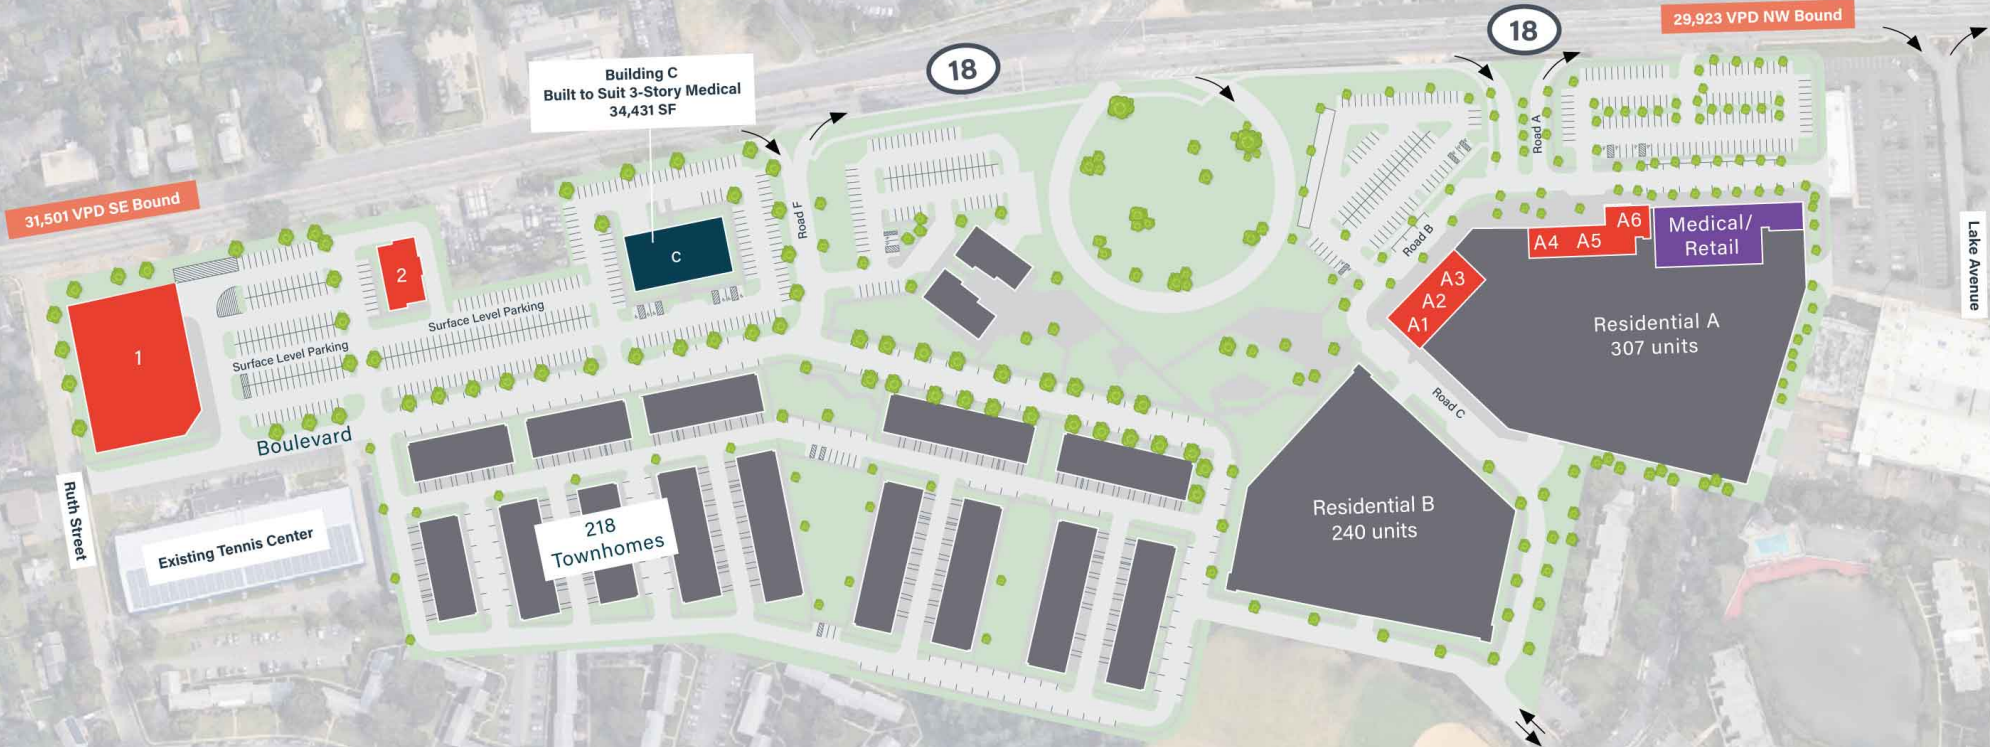 18
29,923 VPD NW Bound
18
Building C
Built to Suit 3-Story Medical
34,431 SF
31,501 VPD SE Bound
Road A
Road F
Road B
Lake Avenue
A6
A4 A5
Medical/
Retail
C
2
A3
A2
A1
Residential A
307 units
Surface Level Parking
Surface Level Parking
1
Road C
Boulevard
Ruth Street
Residential B
240 units
Existing Tennis Center
218
Townhomes